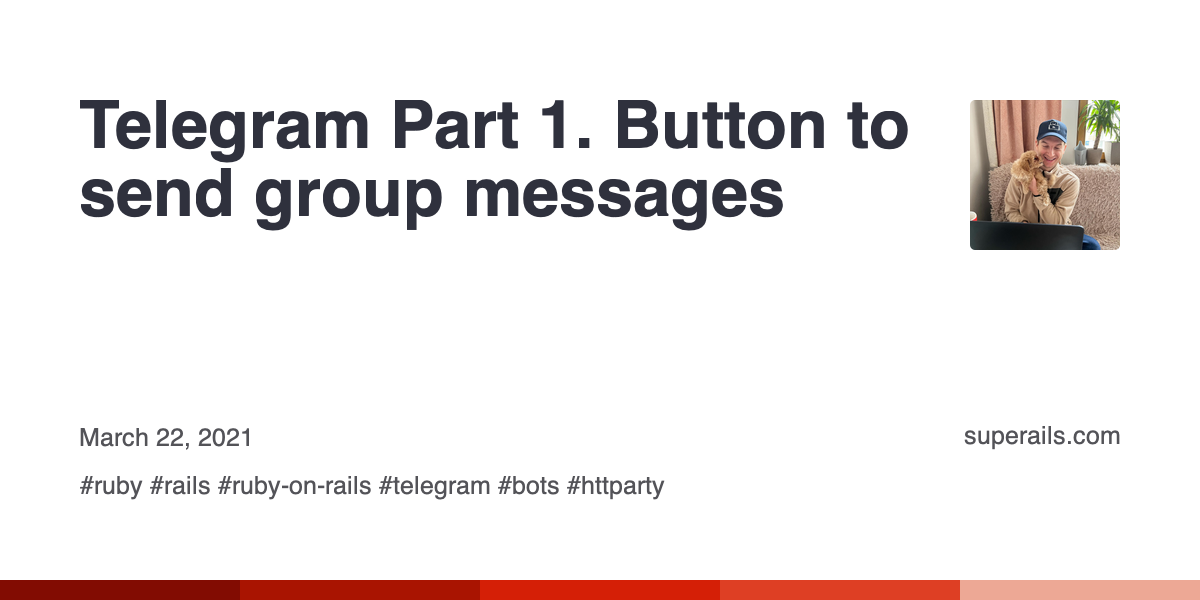 Telegram Part 1. Button to
send group messages
March 22, 2021
superails.com
#ruby #rails #ruby-on-rails #telegram #bots #httparty